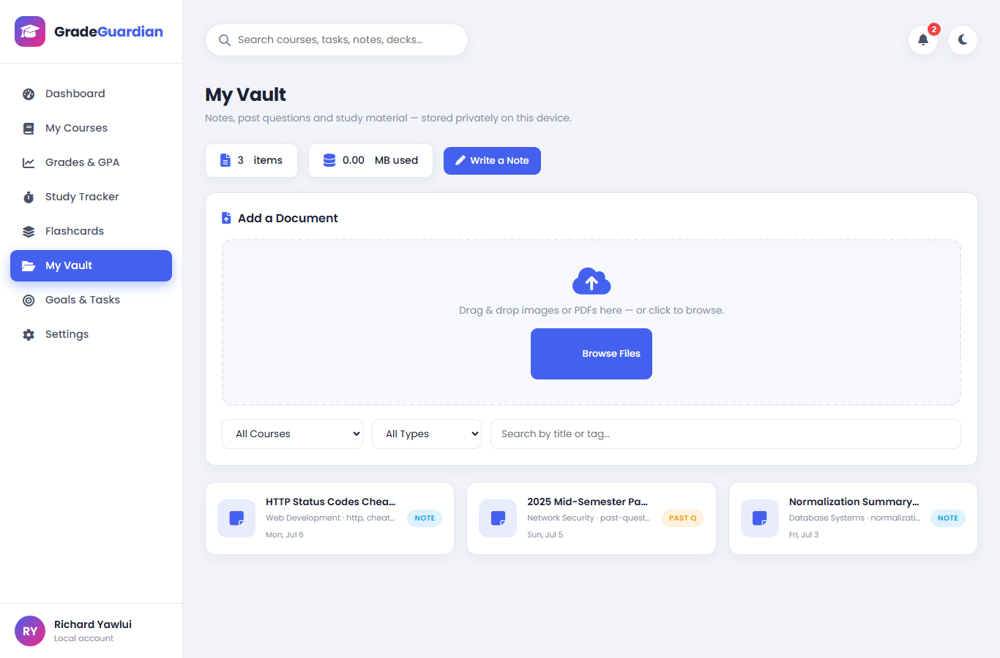 GradeGuardian
Dashboard
My Courses
Grades & GPA
Study Tracker
Flashcards
My Vault
Goals & Tasks
Settings
RY
Richard Yawlui
Local account
Search courses, tasks, notes, decks...
2
My Vault
Notes, past questions and study material — stored privately on this device.
3 items
0.00 MB used
Write a Note
Add a Document
Drag & drop images or PDFs here — or click to browse.
Browse Files
All Courses
All Types
Search by title or tag...
HTTP Status Codes Chea...
Web Development · http, cheat...
Mon, Jul 6
NOTE
2025 Mid-Semester Pa...
Network Security · past-quest...
Sun, Jul 5
PAST Q
Normalization Summary...
Database Systems · normalizati...
Fri, Jul 3
NOTE